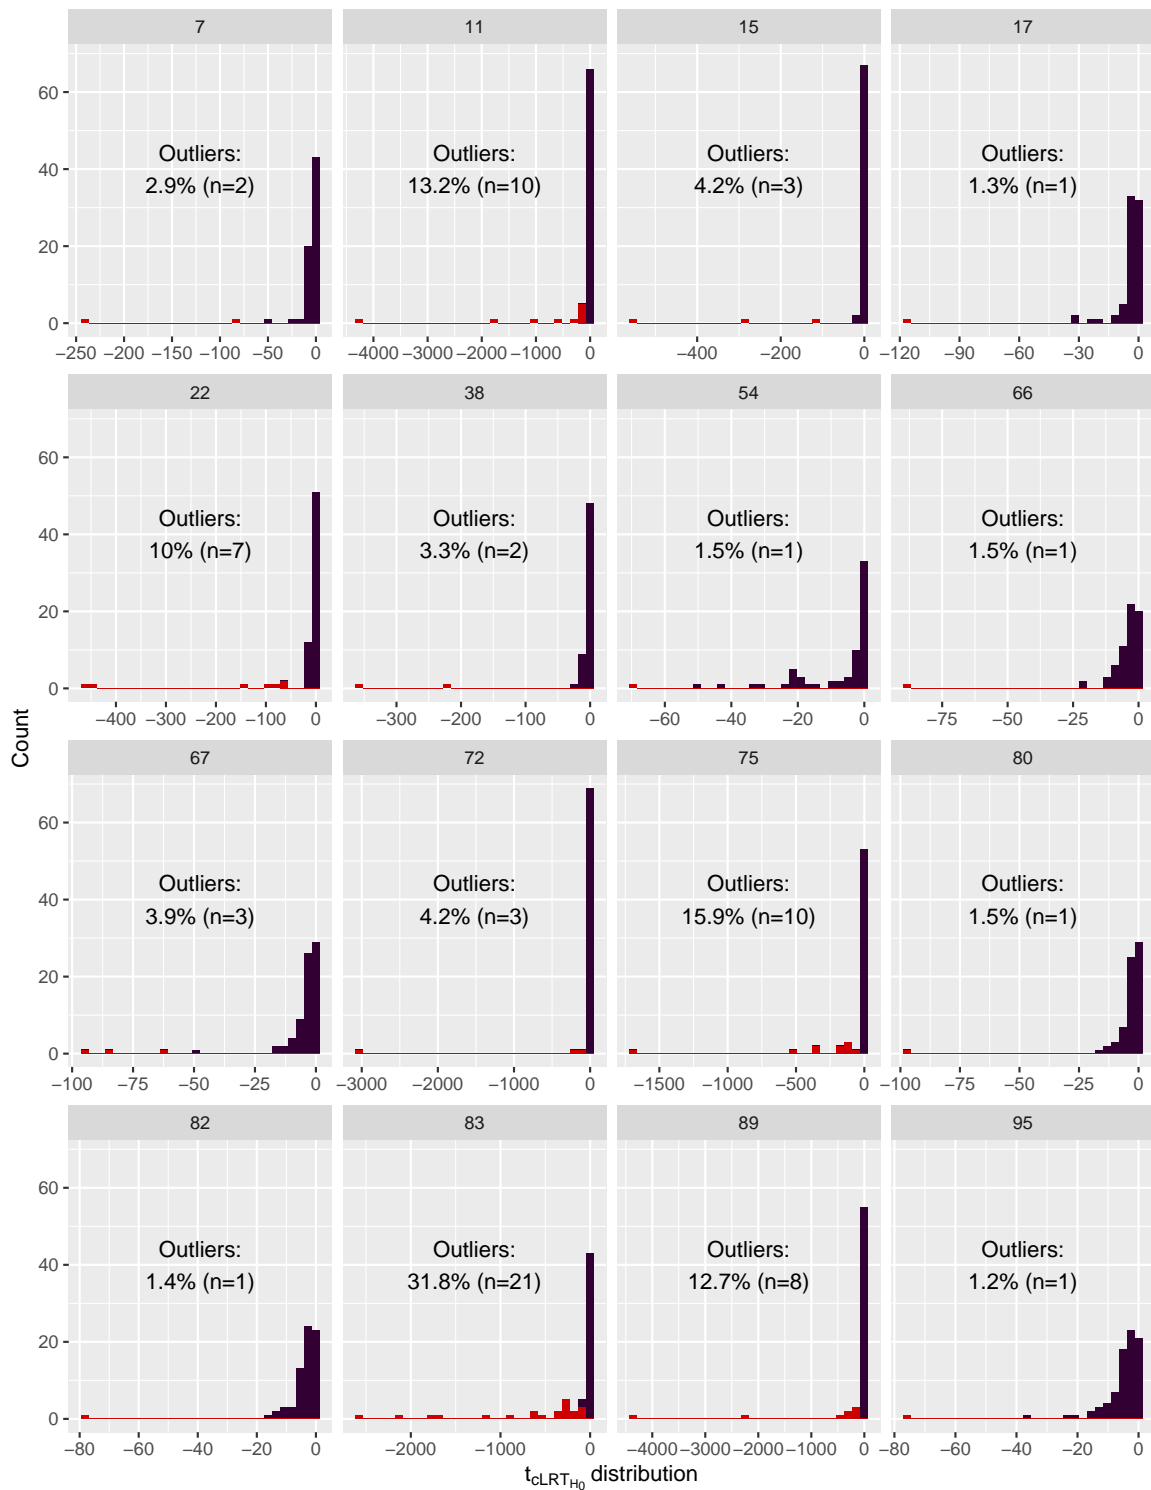 7 11 15 17
60
40
20
0
Outliers: Outliers: Outliers: Outliers:
2.9% (n=2) 13.2% (n=10) 4.2% (n=3) 1.3% (n=1)
−250 −200 −150 −100 −50 0 −4000 −3000 −2000 −1000 0 −400 −200 0 −120 −90 −60 −30 0
22 38 54 66
60
40
20
0
Outliers: Outliers: Outliers: Outliers:
10% (n=7) 3.3% (n=2) 1.5% (n=1) 1.5% (n=1)
−400 −300 −200 −100 0 −300 −200 −100 0 −60 −40 −20 0 −75 −50 −25 0
Count
67 72 75 80
60
40
20
0
Outliers: Outliers: Outliers: Outliers:
3.9% (n=3) 4.2% (n=3) 15.9% (n=10) 1.5% (n=1)
−100 −75 −50 −25 0 −3000 −2000 −1000 0 −1500 −1000 −500 0 −100 −75 −50 −25 0
82 83 89 95
60
40
20
0
Outliers: Outliers: Outliers: Outliers:
1.4% (n=1) 31.8% (n=21) 12.7% (n=8) 1.2% (n=1)
−80 −60 −40 −20 0 −2000 −1000 0 −4000 −3000 −2000 −1000 0 −80 −60 −40 −20 0
tcLRTH0 distribution